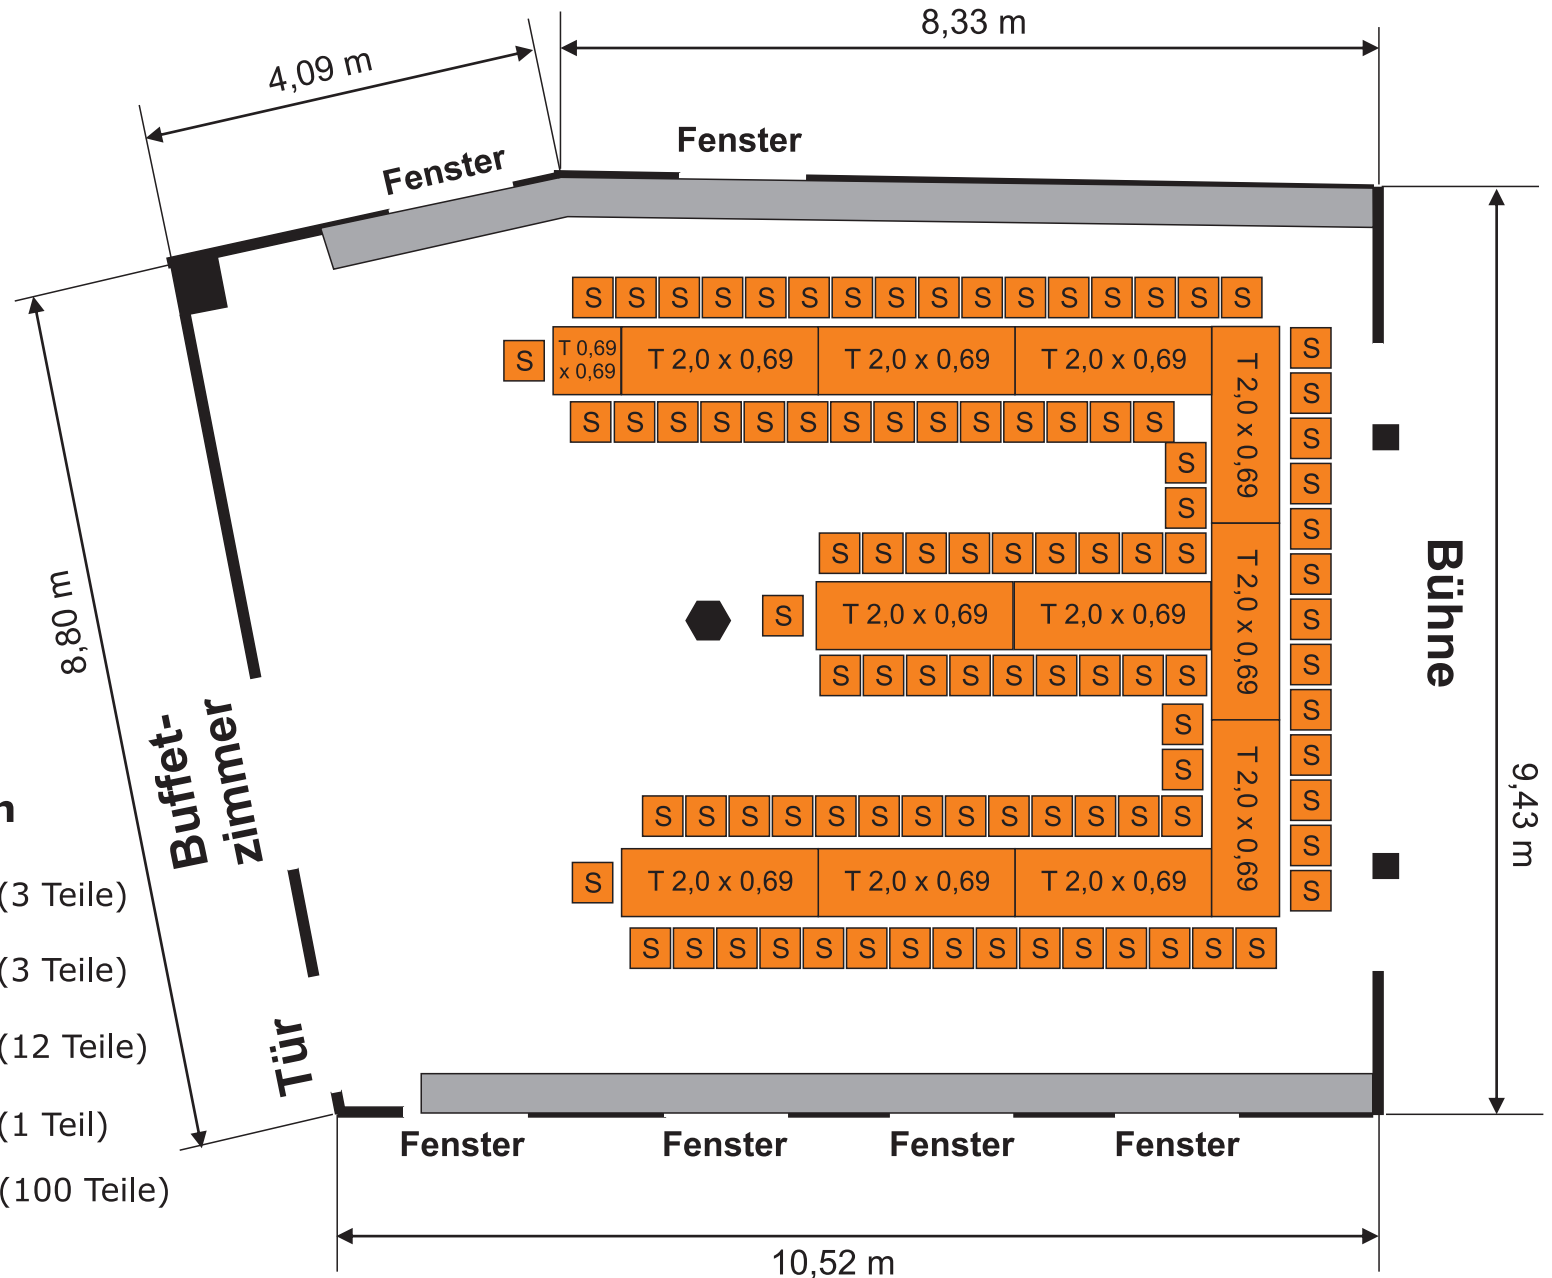 8,33 m
4,09 m
Fenster
Fenster
S S S S S S S S S S S S S S S S
S
T 0,69
x 0,69
T 2,0 x 0,69
T 2,0 x 0,69
T 2,0 x 0,69
T 2,0 x 0,69
S S S S S S S S S S S S S S
S
S
S S S S S S S S S
S
T 2,0 x 0,69
T 2,0 x 0,69
T 2,0 x 0,69
S S S S S S S S S
S
S
S S S S S S S S S S S S S
S
T 2,0 x 0,69
T 2,0 x 0,69
T 2,0 x 0,69
T 2,0 x 0,69
S S S S S S S S S S S S S S S
S
S
S
S
S
S
S
S
S
S
S
S
S
Bühne
9,43 m
8,80 m
Buffet-
zimmer
Tür
n
(3 Teile)
(3 Teile)
(12 Teile)
(1 Teil)
(100 Teile)
Fenster
Fenster
Fenster
Fenster
10,52 m